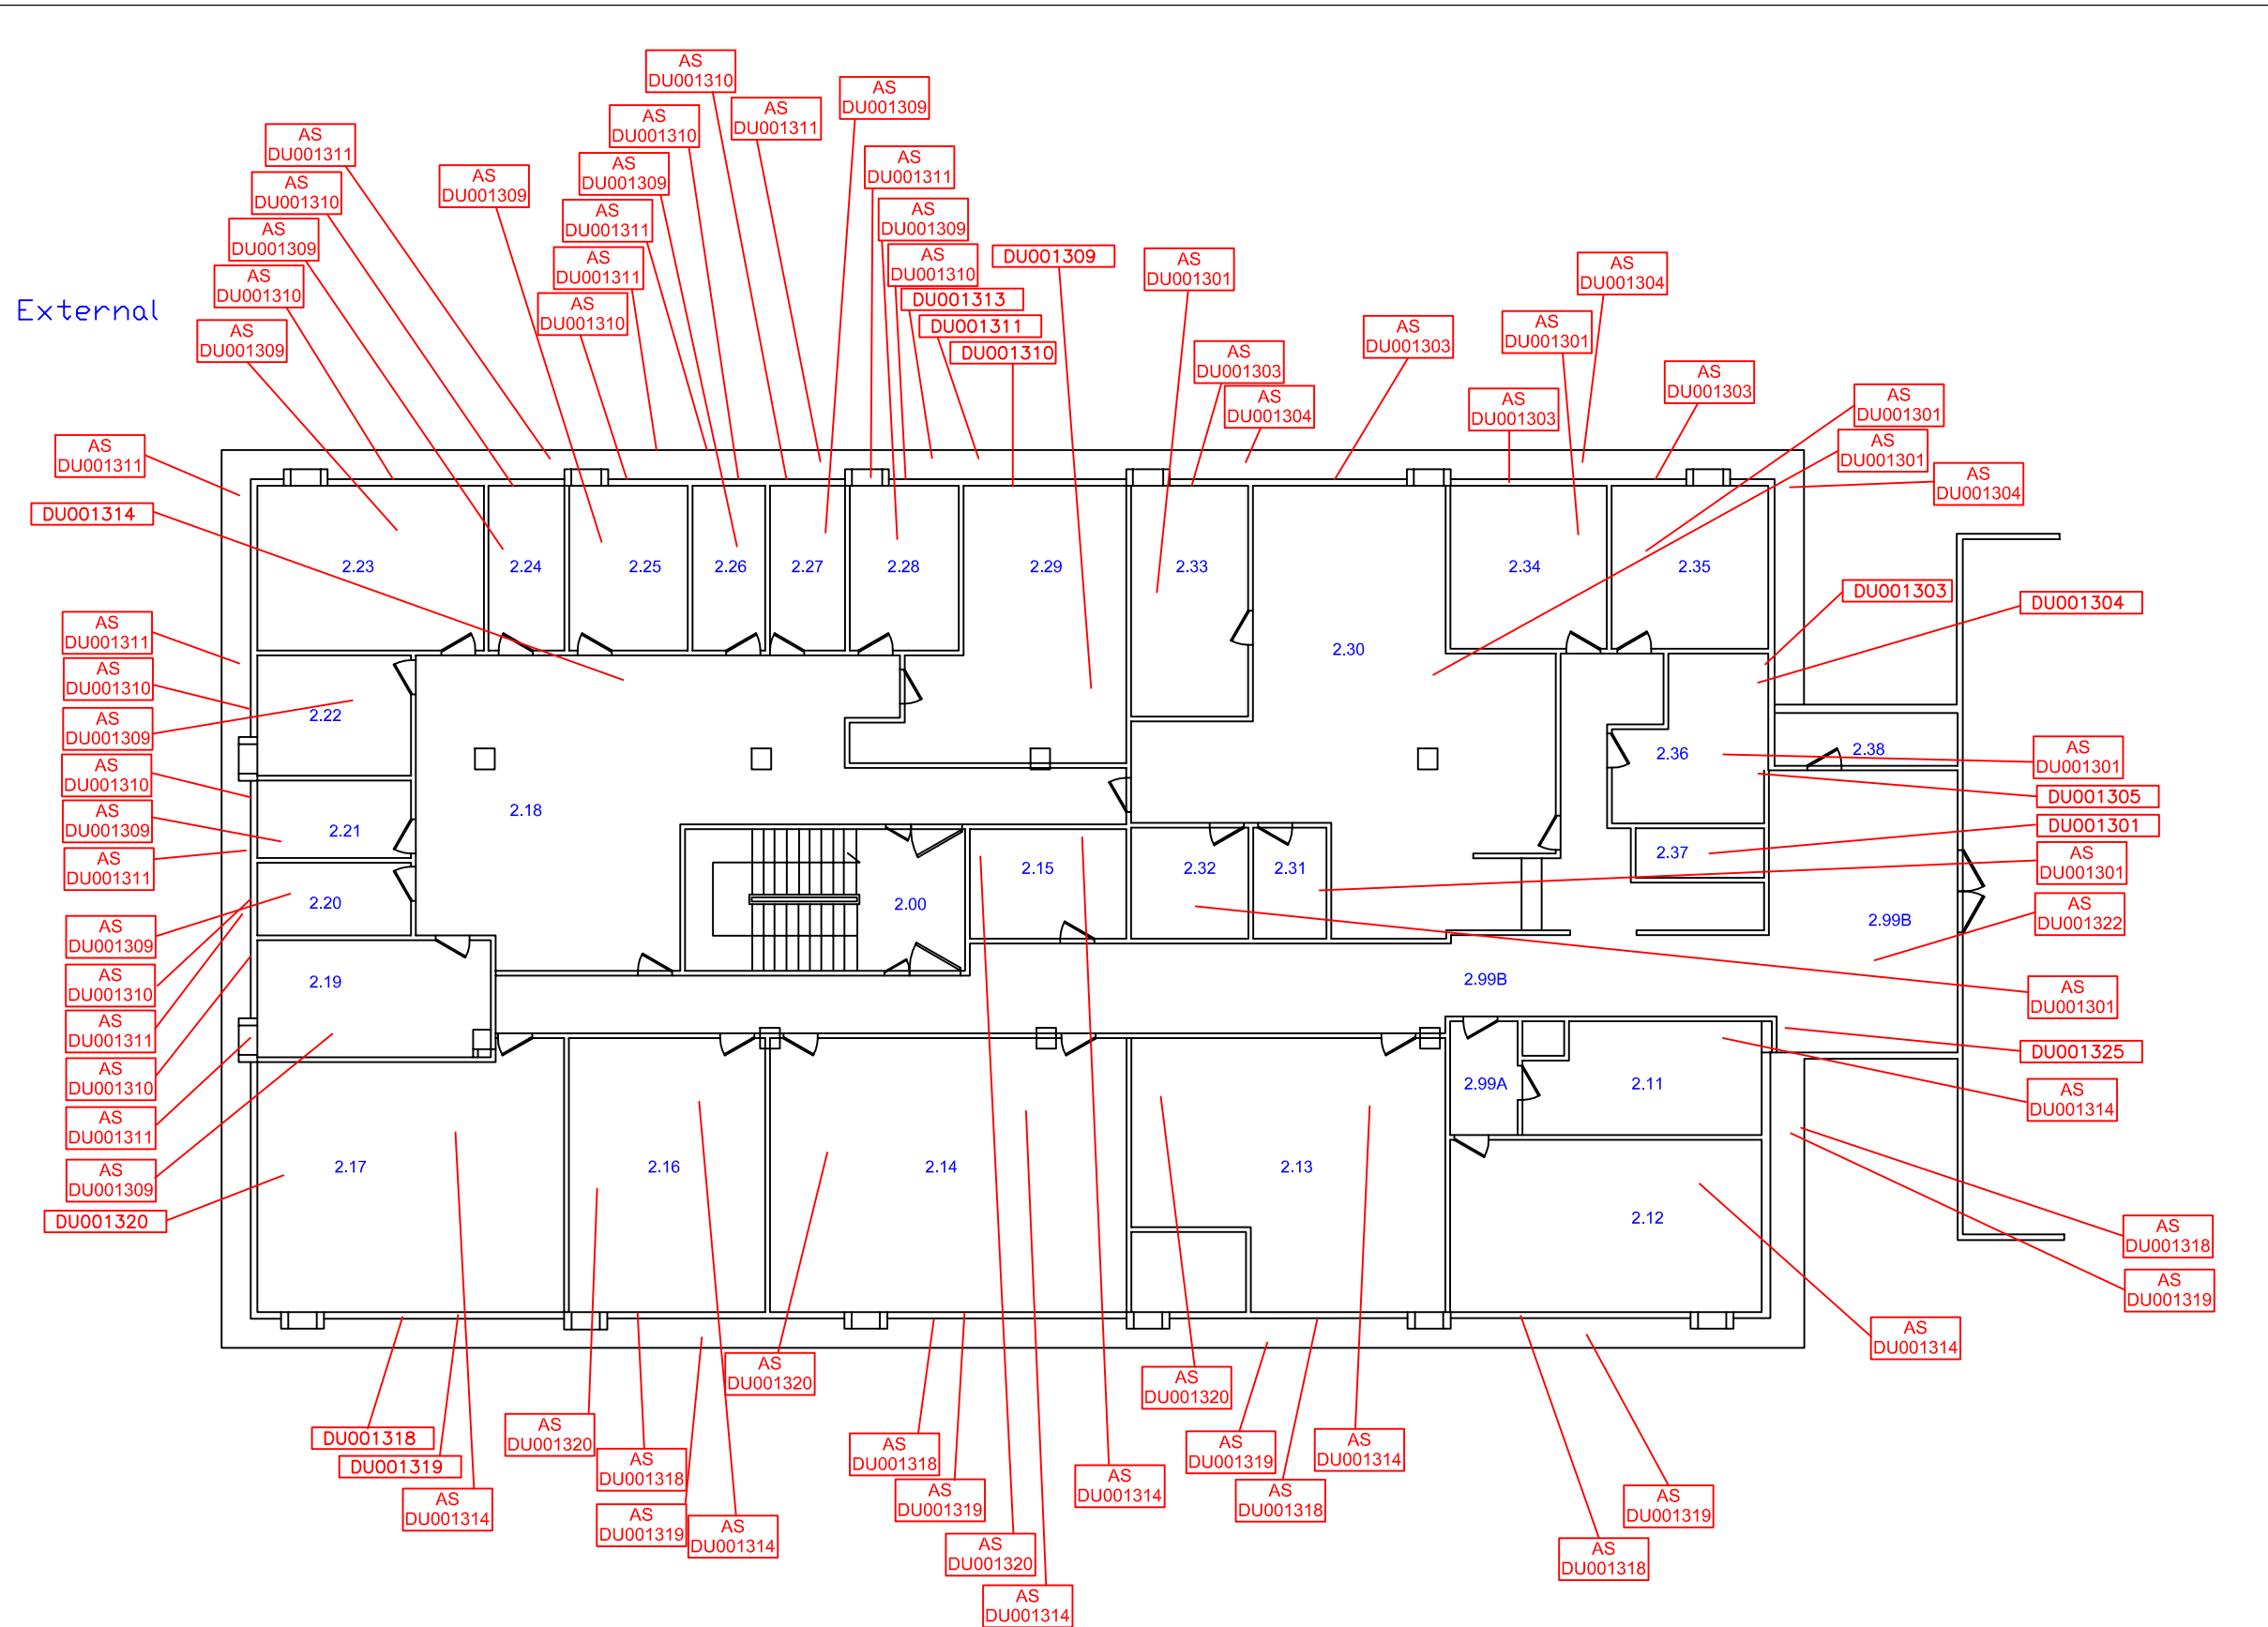 AS
DU001310
AS
DU001309
AS
DU001311
AS
DU001310
AS
DU001311
AS
DU001311
AS
DU001309
AS
DU001309
AS
DU001310
AS
DU001309
AS
DU001311
AS
DU001309
AS
DU001309
AS
DU001311
AS
DU001310
DU001309
AS
DU001301
AS
DU001304
AS
DU001310
AS
DU001310
DU001313
External
DU001311
AS
DU001309
AS
DU001303
AS
DU001301
DU001310
AS
DU001303
AS
DU001303
AS
DU001304
AS
DU001303
AS
DU001301
AS
DU001301
AS
DU001311
AS
DU001304
DU001314
2.23
2.24
2.25
2.26
2.27
2.28
2.29
2.33
2.34
2.35
DU001303
DU001304
AS
DU001311
2.30
AS
DU001310
2.22
AS
DU001309
2.36
2.38
AS
DU001301
AS
DU001310
DU001305
2.18
AS
DU001309
2.21
DU001301
2.37
AS
DU001311
2.15
2.32
2.31
AS
DU001301
2.20
2.00
2.99B
AS
DU001322
AS
DU001309
AS
DU001310
2.19
2.99B
AS
DU001301
AS
DU001311
DU001325
AS
DU001310
2.99A
2.11
AS
DU001314
AS
DU001311
AS
DU001309
2.17
2.16
2.14
2.13
DU001320
2.12
AS
DU001318
AS
DU001319
AS
DU001314
AS
DU001320
AS
DU001320
DU001318
AS
DU001320
AS
DU001318
AS
DU001319
AS
DU001314
DU001319
AS
DU001318
AS
DU001314
AS
DU001319
AS
DU001318
AS
DU001319
AS
DU001314
AS
DU001319
AS
DU001314
AS
DU001320
AS
DU001318
AS
DU001314